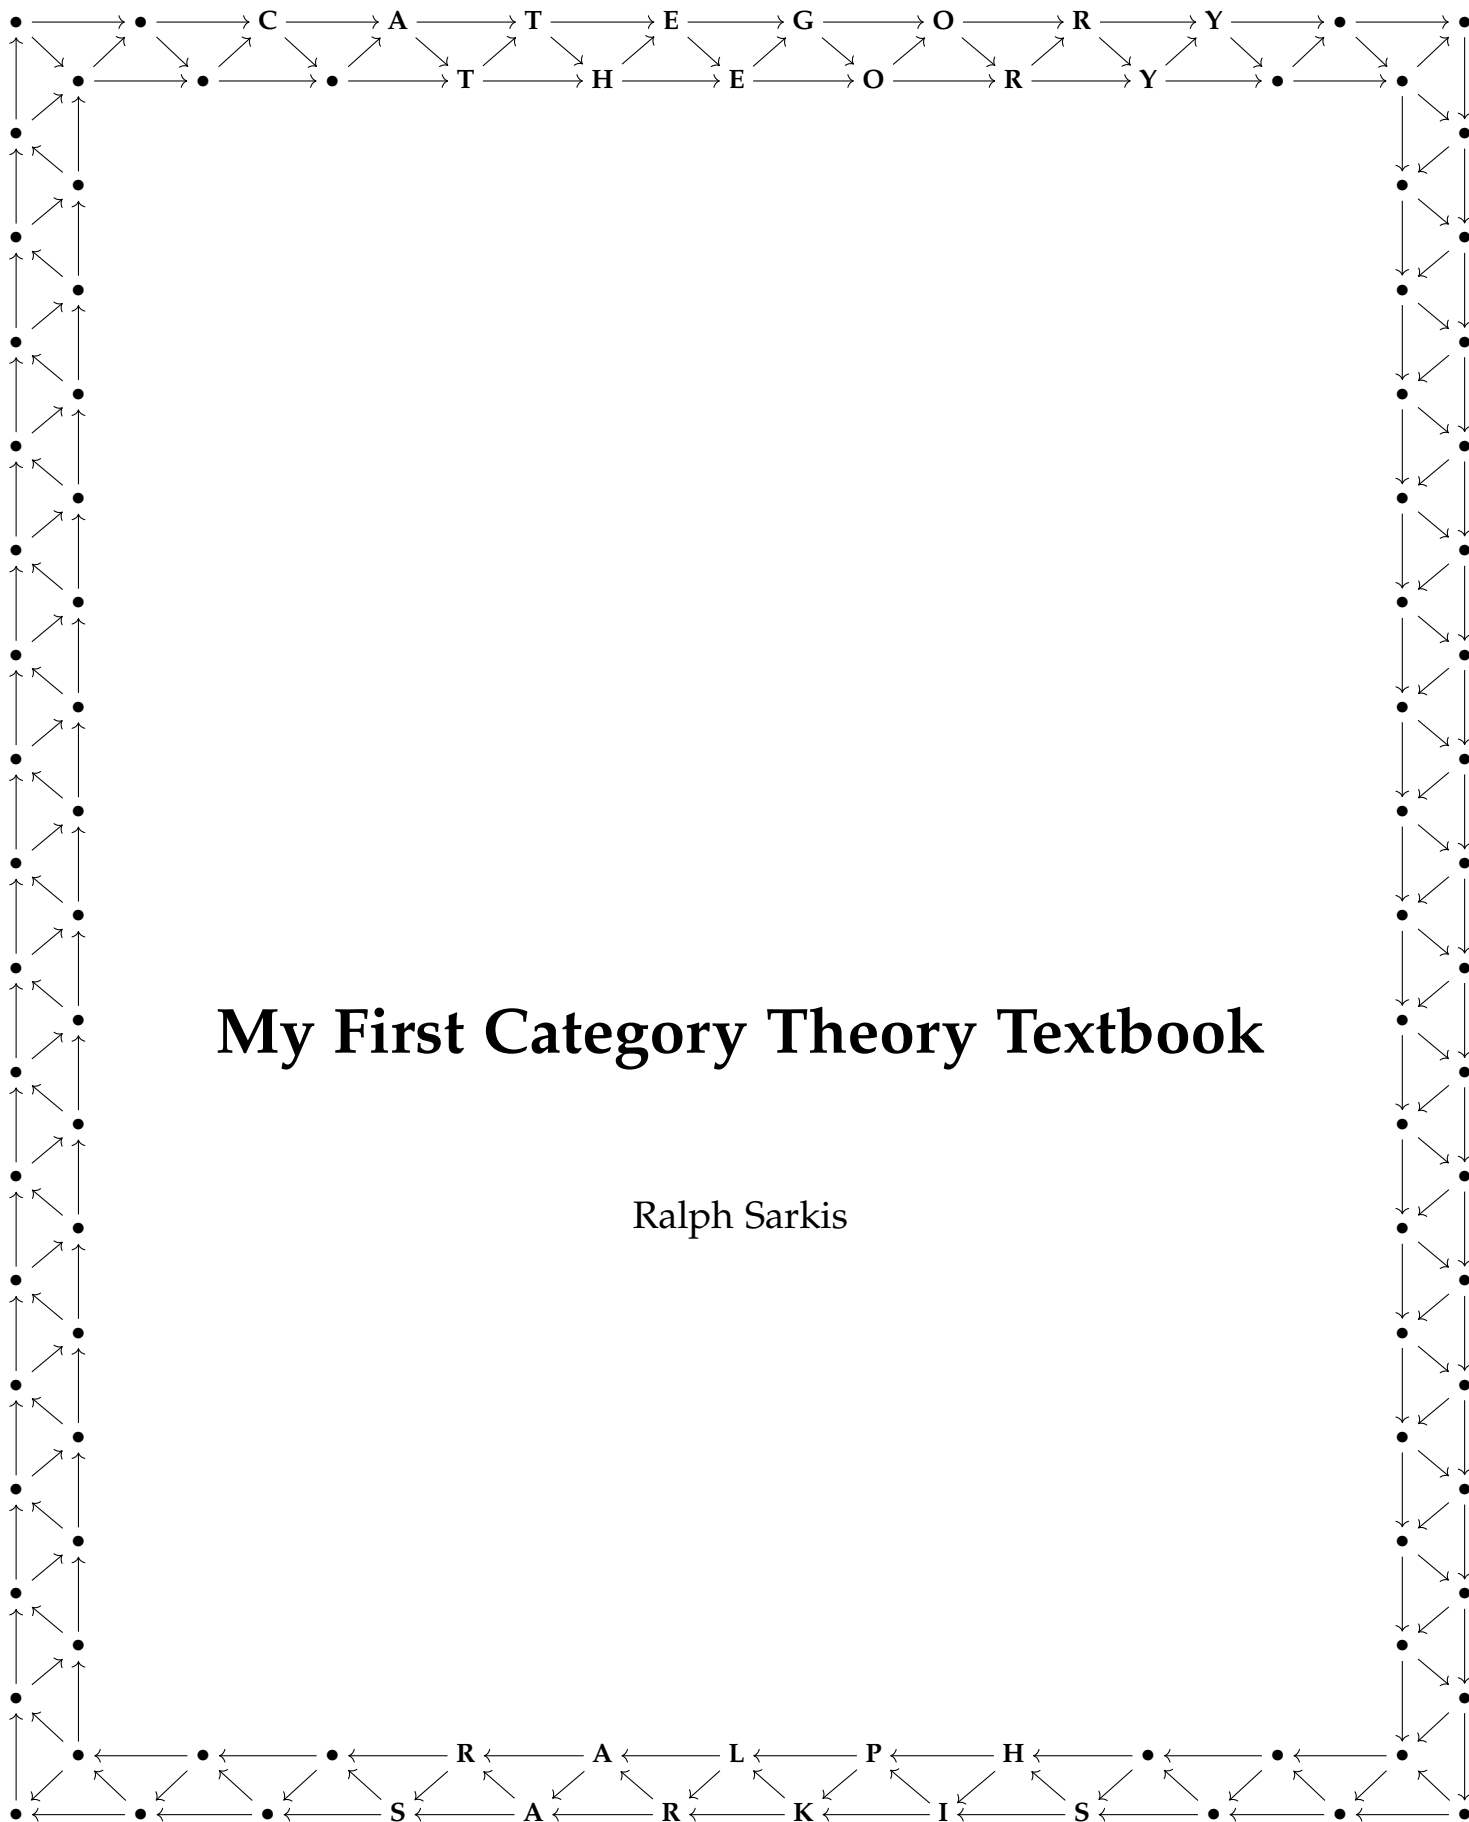 C A T E G O R Y
T H E O R Y
My First Category Theory Textbook
Ralph Sarkis
R A L P H
S A R K I S